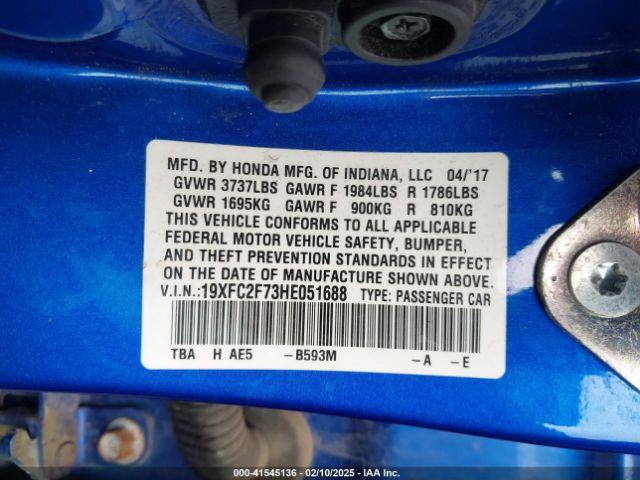 MFD. BY HONDA MFG. OF INDIANA, LLC 04/'17
GVWR 3737LBS GAWR F 1984LBS R 1786LBS
GVWR 1695KG GAWR F 900KG R 810KG
THIS VEHICLE CONFORMS TO ALL APPLICABLE
FEDERAL MOTOR VEHICLE SAFETY, BUMPER,
AND THEFT PREVENTION STANDARDS IN EFFECT
ON THE DATE OF MANUFACTURE SHOWN ABOVE.
V.I.N.:19XFC2F73HE051688 TYPE: PASSENGER CAR
TBA H AE5 -B593M -A -E
000-41545136 - 02/10/2025 - IAA Inc.